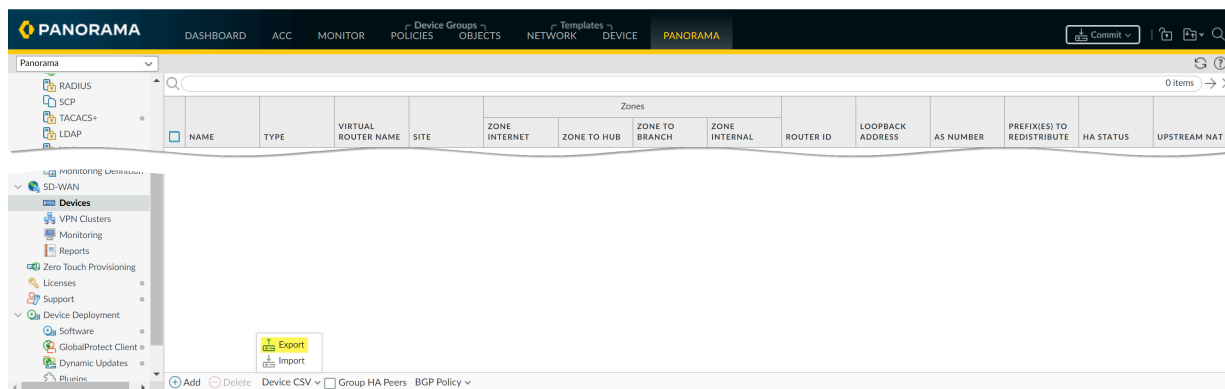 PANORAMA
DASHBOARD ACC MONITOR Device Groups POLICIES OBJECTS Templates NETWORK DEVICE PANORAMA Commit
Panorama
RADIUS
0 items
SCP
TACACS+
LDAP
Zones
NAME TYPE VIRTUAL ROUTER NAME SITE ZONE INTERNET ZONE TO HUB ZONE TO BRANCH ZONE INTERNAL ROUTER ID LOOPBACK ADDRESS AS NUMBER PREFIX(ES) TO REDISTRIBUTE HA STATUS UPSTREAM NAT
Monitoring Definition
SD-WAN
Devices
VPN Clusters
Monitoring
Reports
Zero Touch Provisioning
Licenses
Support
Device Deployment
Software
GlobalProtect Client
Dynamic Updates
Plugins
Export
Import
Add Delete Device CSV Group HA Peers BGP Policy